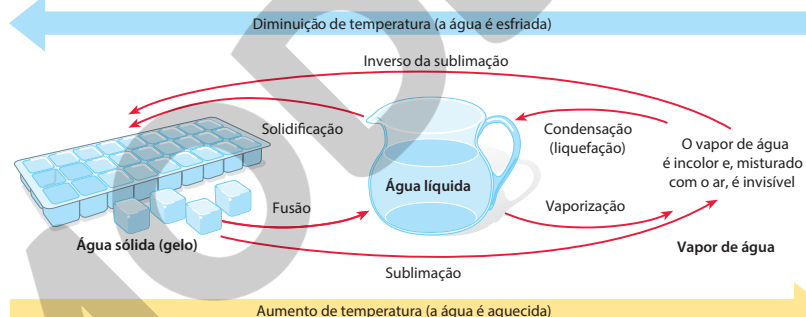 Diminuição de temperatura (a água é esfriada)
Inverso da sublimação
Solidificação
Condensação
(liquefação)
O vapor de água
é incolor e, misturado
com o ar, é invisível
Água líquida
Fusão
Vaporização
Água sólida (gelo)
Vapor de água
Sublimação
Aumento de temperatura (a água é aquecida)